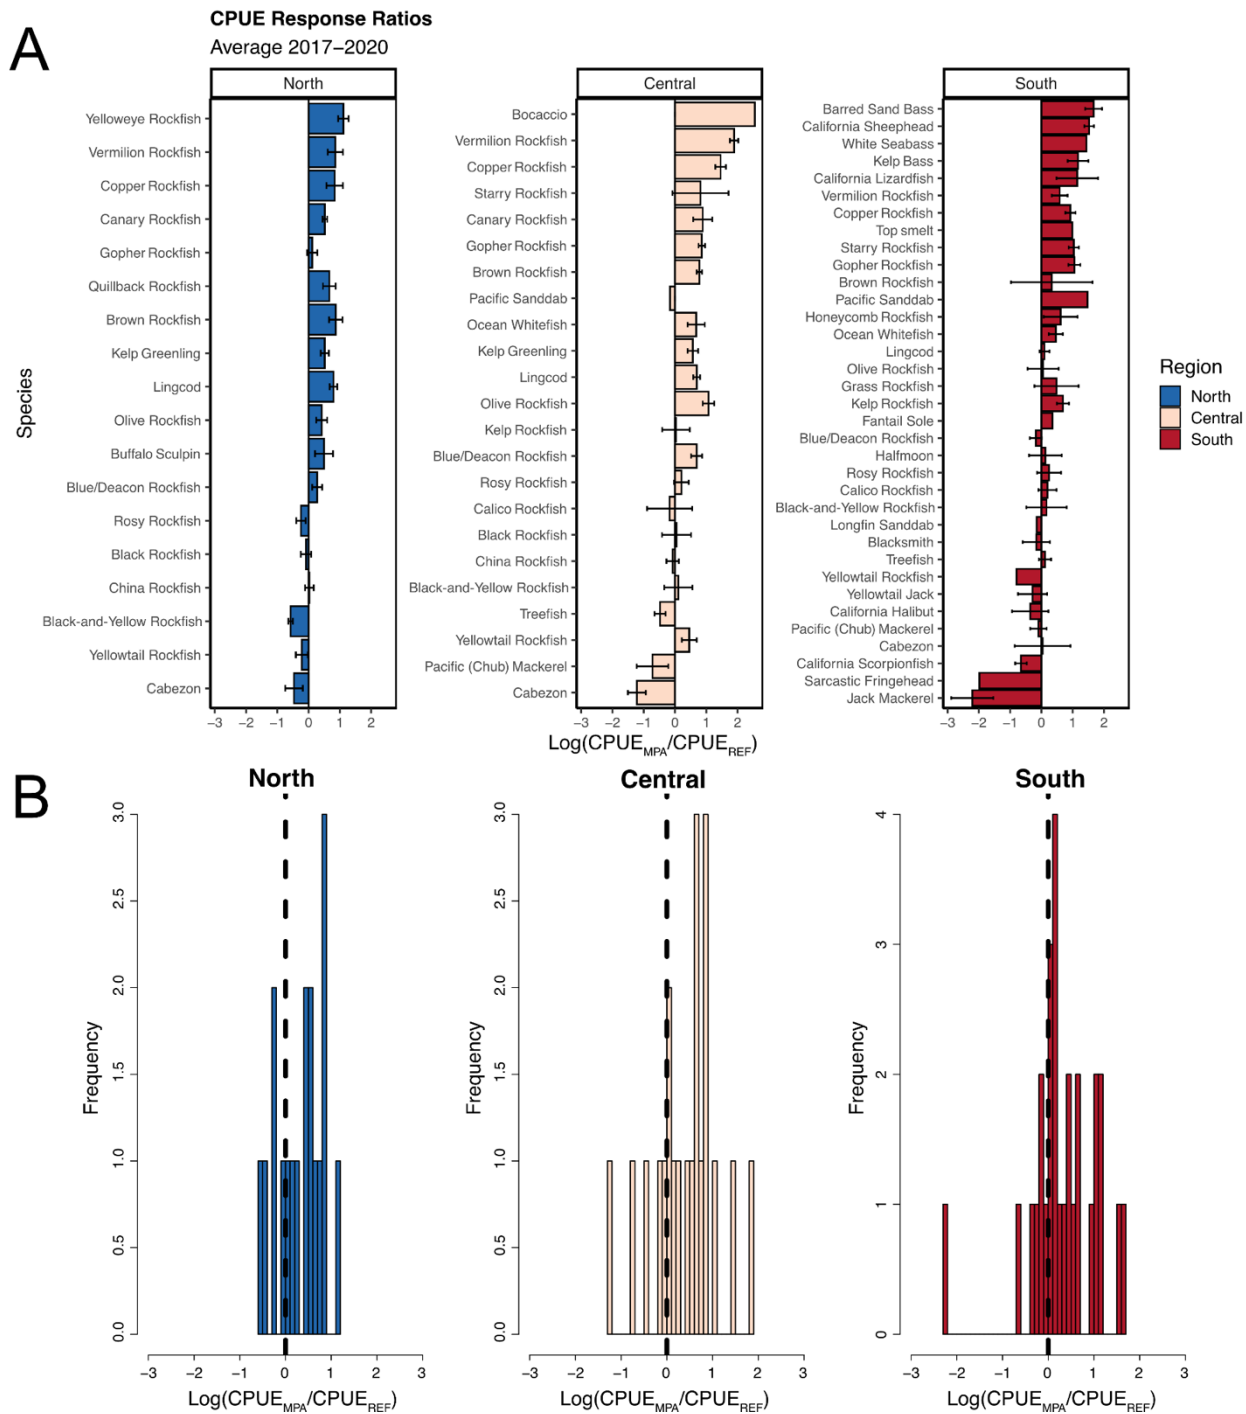 A
CPUE Response Ratios
Average 2017−2020
North
Yelloweye Rockfish
Vermilion Rockfish
Copper Rockfish
Canary Rockfish
Gopher Rockfish
Quillback Rockfish
Brown Rockfish
Kelp Greenling
Lingcod
Olive Rockfish
Buffalo Sculpin
Blue/Deacon Rockfish
Rosy Rockfish
Black Rockfish
China Rockfish
Black-and-Yellow Rockfish
Yellowtail Rockfish
Cabezon
−3 −2 −1 0 1 2
Species
Central
Bocaccio
Vermilion Rockfish
Copper Rockfish
Starry Rockfish
Canary Rockfish
Gopher Rockfish
Brown Rockfish
Pacific Sanddab
Ocean Whitefish
Kelp Greenling
Lingcod
Olive Rockfish
Kelp Rockfish
Blue/Deacon Rockfish
Rosy Rockfish
Calico Rockfish
Black Rockfish
China Rockfish
Black-and-Yellow Rockfish
Treefish
Yellowtail Rockfish
Pacific (Chub) Mackerel
Cabezon
−3 −2 −1 0 1 2
Log(CPUE_MPA/CPUE_REF)
South
Barred Sand Bass
California Sheephead
White Seabass
Kelp Bass
California Lizardfish
Vermilion Rockfish
Copper Rockfish
Top smelt
Starry Rockfish
Gopher Rockfish
Brown Rockfish
Pacific Sanddab
Honeycomb Rockfish
Ocean Whitefish
Lingcod
Olive Rockfish
Grass Rockfish
Kelp Rockfish
Fantail Sole
Blue/Deacon Rockfish
Halfmoon
Rosy Rockfish
Calico Rockfish
Black-and-Yellow Rockfish
Longfin Sanddab
Blacksmith
Treefish
Yellowtail Rockfish
Yellowtail Jack
California Halibut
Pacific (Chub) Mackerel
Cabezon
California Scorpionfish
Sarcastic Fringehead
Jack Mackerel
−3 −2 −1 0 1 2
Region
North
Central
South
B
North
3.0
2.5
2.0
1.5
1.0
0.5
0.0
Frequency
−3 −2 −1 0 1 2 3
Log(CPUE_MPA/CPUE_REF)
Central
3.0
2.5
2.0
1.5
1.0
0.5
0.0
Frequency
−3 −2 −1 0 1 2 3
Log(CPUE_MPA/CPUE_REF)
South
4
3
2
1
0
Frequency
−3 −2 −1 0 1 2 3
Log(CPUE_MPA/CPUE_REF)